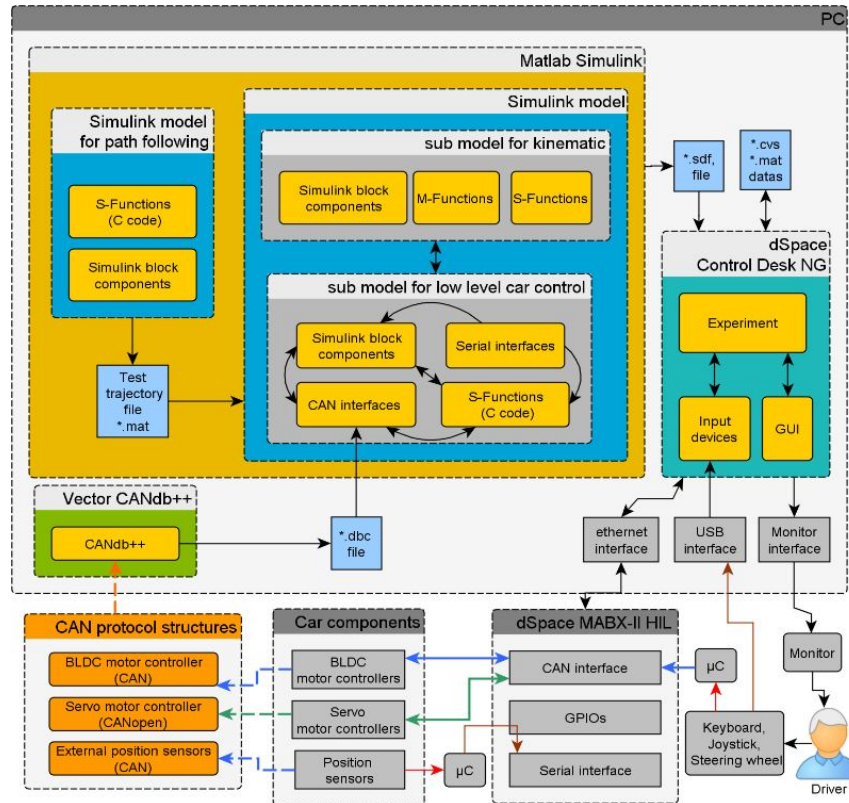 PC
Matlab Simulink
Simulink model
for path following
S-Functions
(C code)
Simulink block
components
Test
trajectory
file
*.mat
Simulink model
sub model for kinematic
Simulink block
components
M-Functions
S-Functions
sub model for low level car control
Simulink block
components
Serial interfaces
CAN interfaces
S-Functions
(C code)
*.sdf,
file
*.cvs
*.mat
datas
dSpace
Control Desk NG
Experiment
Input
devices
GUI
Vector CANdb++
CANdb++
*.dbc
file
ethernet
interface
USB
interface
Monitor
interface
CAN protocol structures
BLDC motor controller
(CAN)
Servo motor controller
(CANopen)
External position sensors
(CAN)
Car components
BLDC
motor controllers
Servo
motor controllers
Position
sensors
µC
dSpace MABX-II HIL
CAN interface
GPIOs
Serial interface
µC
Monitor
Keyboard,
Joystick,
Steering wheel
Driver